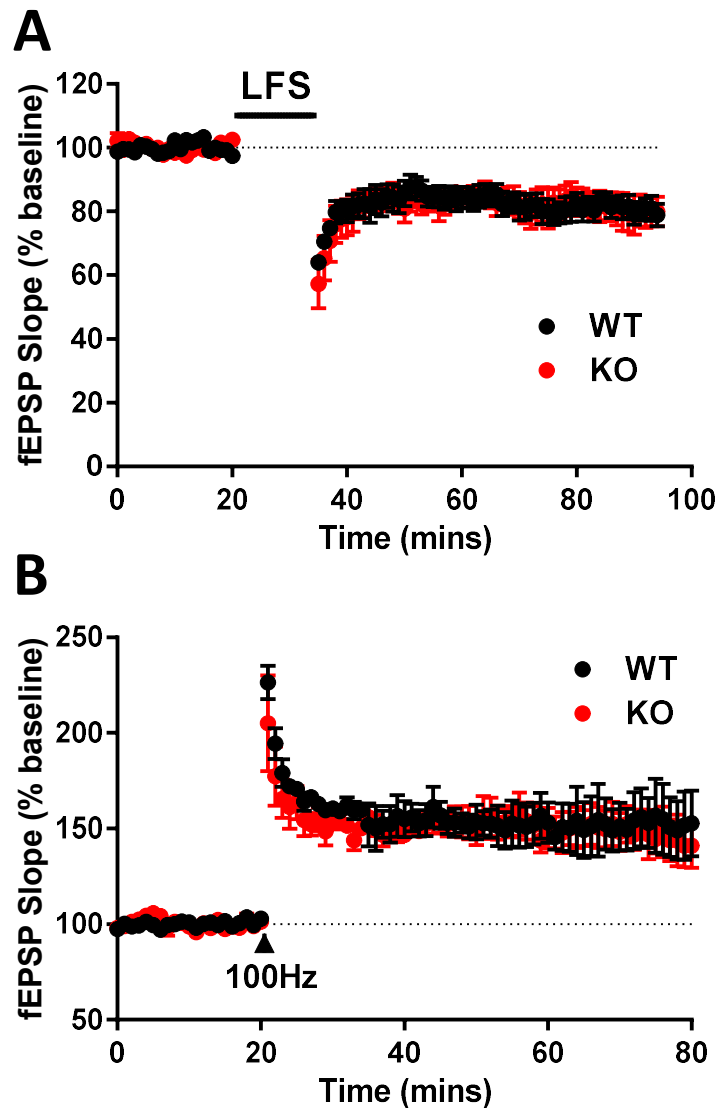 A
fEPSP Slope (% baseline)
120
100
80
60
40
20
0
LFS
WT
KO
0 20 40 60 80 100
Time (mins)
B
fEPSP Slope (% baseline)
250
200
150
100
50
WT
KO
100Hz
0 20 40 60 80
Time (mins)